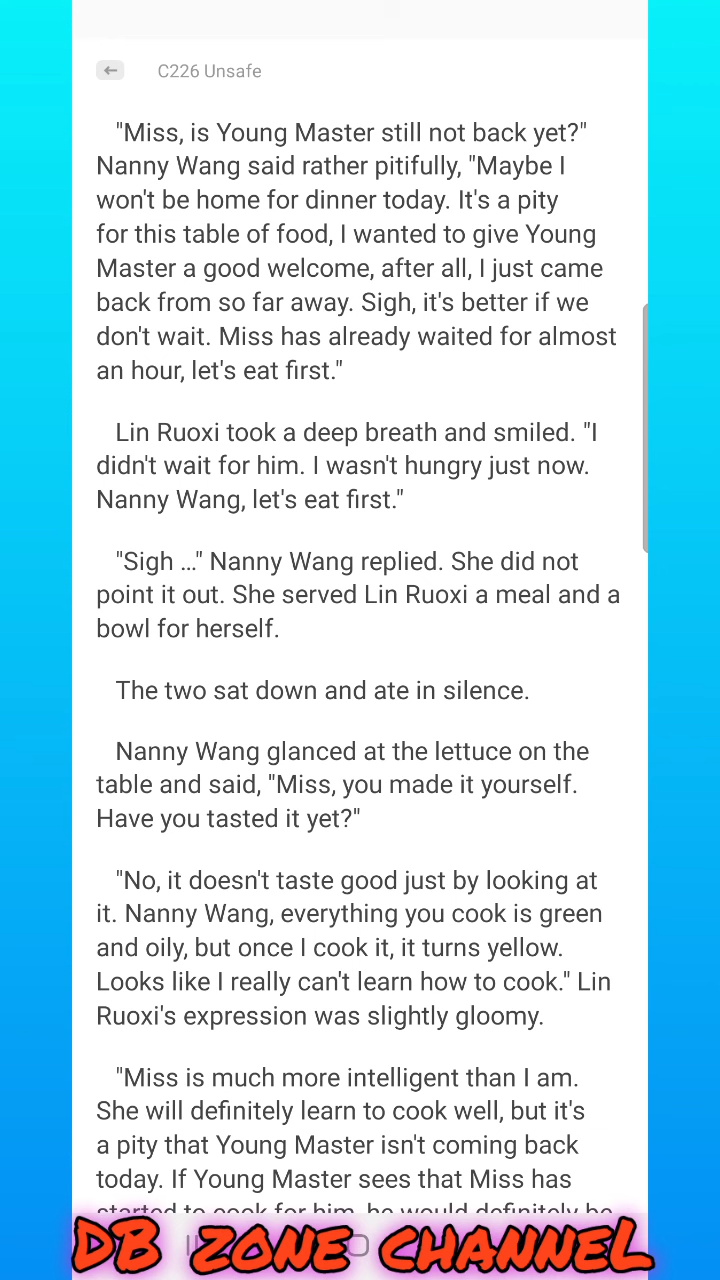 C226 Unsafe
"Miss, is Young Master still not back yet?"
Nanny Wang said rather pitifully, "Maybe I
won't be home for dinner today. It's a pity
for this table of food, I wanted to give Young
Master a good welcome, after all, I just came
back from so far away. Sigh, it's better if we
don't wait. Miss has already waited for almost
an hour, let's eat first."
Lin Ruoxi took a deep breath and smiled. "I
didn't wait for him. I wasn't hungry just now.
Nanny Wang, let's eat first."
"Sigh ..." Nanny Wang replied. She did not
point it out. She served Lin Ruoxi a meal and a
bowl for herself.
The two sat down and ate in silence.
Nanny Wang glanced at the lettuce on the
table and said, "Miss, you made it yourself.
Have you tasted it yet?"
"No, it doesn't taste good just by looking at
it. Nanny Wang, everything you cook is green
and oily, but once I cook it, it turns yellow.
Looks like I really can't learn how to cook." Lin
Ruoxi's expression was slightly gloomy.
"Miss is much more intelligent than I am.
She will definitely learn to cook well, but it's
a pity that Young Master isn't coming back
today. If Young Master sees that Miss has
started to cook for him, he would definitely be
DB ZONE CHANNEL